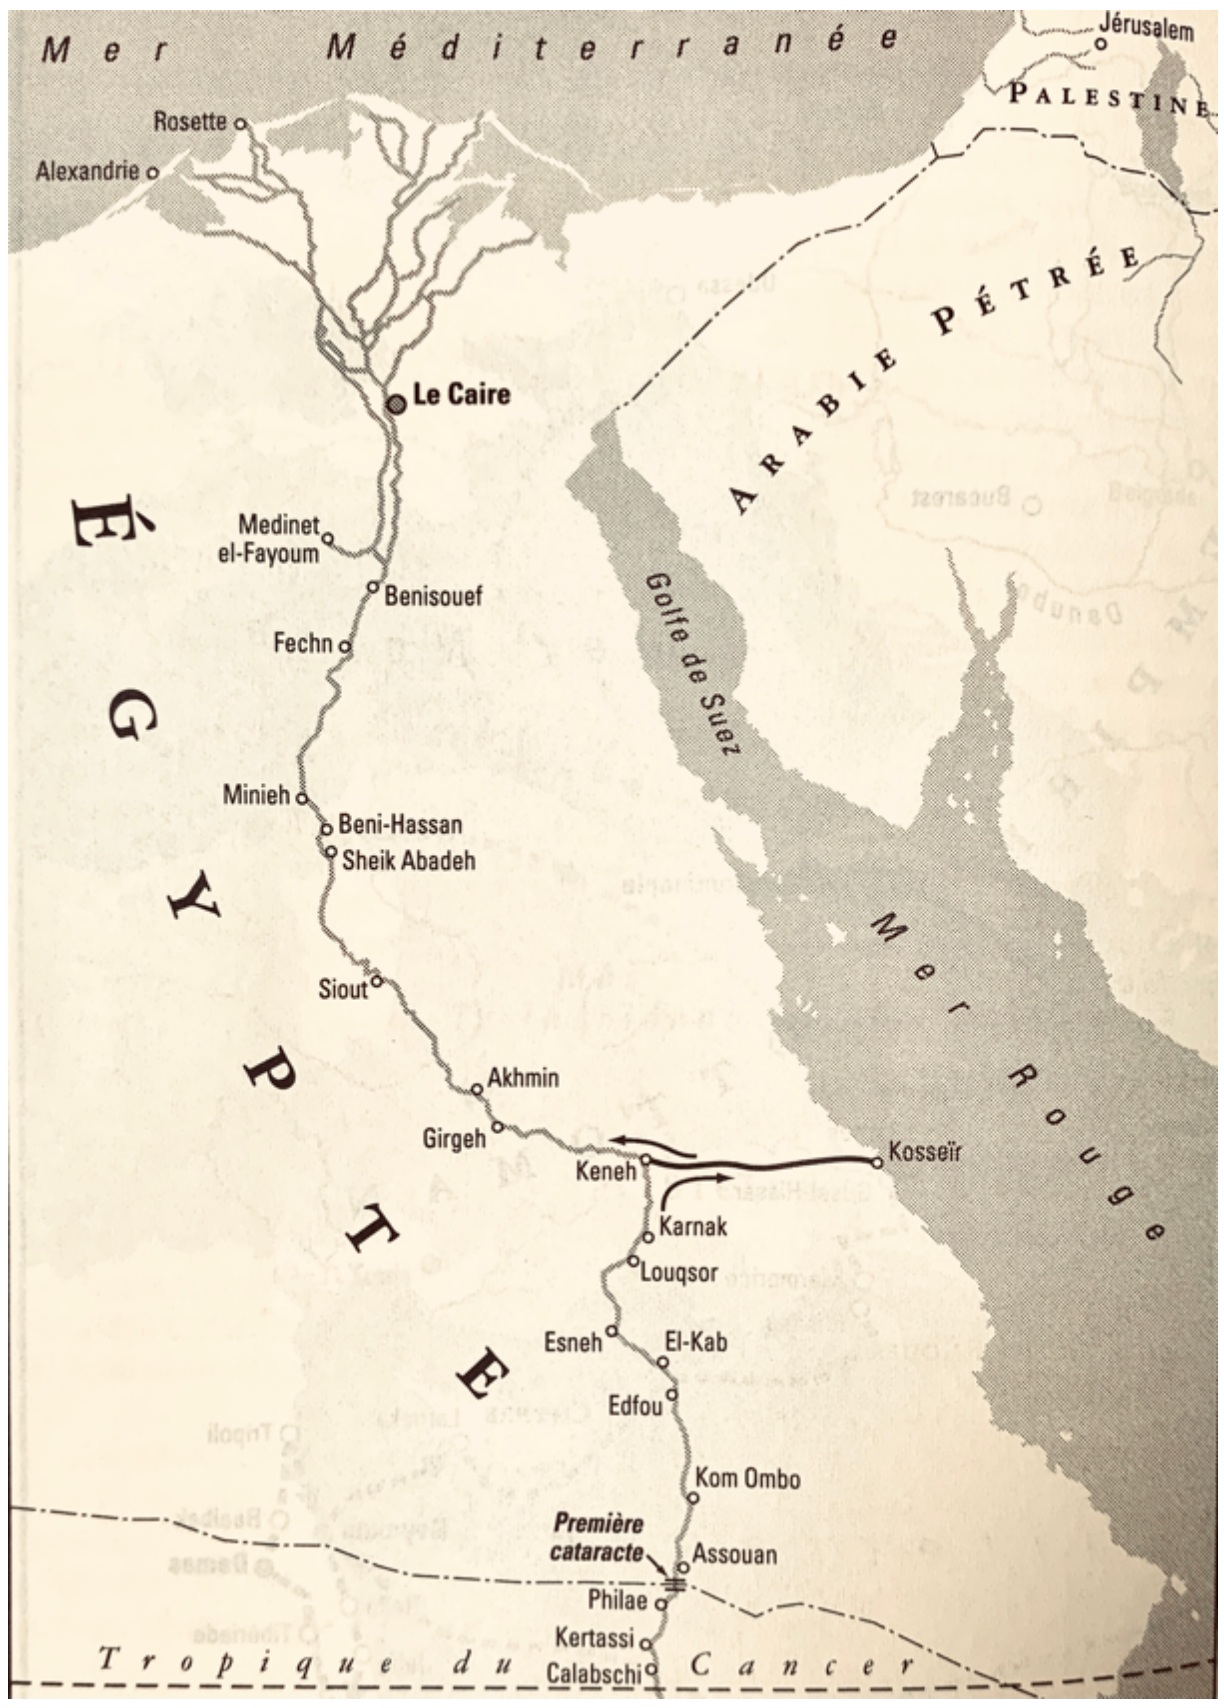 Mer Méditerranée
Jérusalem
PALESTINE
Rosette
Alexandrie
ARABIE PÉTRÉE
Le Caire
ÉGYPTE
Medinet
el-Fayoum
Benisouef
Fechn
Golfe de Suez
Minieh
Beni-Hassan
Sheik Abadeh
Mer Rouge
Siout
Akhmin
Girgeh
Keneh
Kosseïr
Karnak
Louqsor
Esneh
El-Kab
Edfou
Kom Ombo
Première
cataracte
Assouan
Philae
Kertassi
Tropique du Cancer
Calabschi